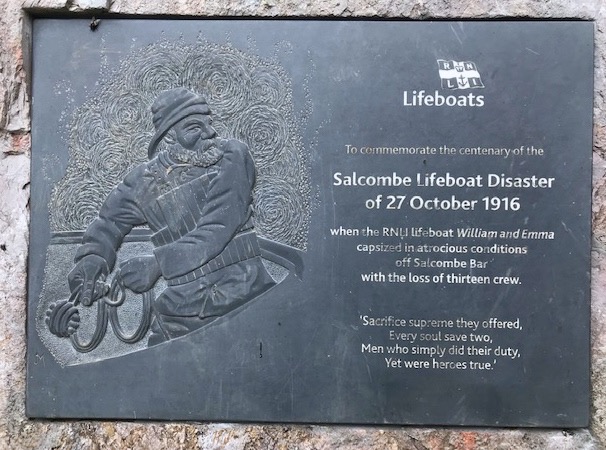 RN
LI
Lifeboats
To commemorate the centenary of the
Salcombe Lifeboat Disaster
of 27 October 1916
when the RNLI lifeboat William and Emma
capsized in atrocious conditions
off Salcombe Bar
with the loss of thirteen crew.
'Sacrifice supreme they offered,
Every soul save two,
Men who simply did their duty,
Yet were heroes true.'